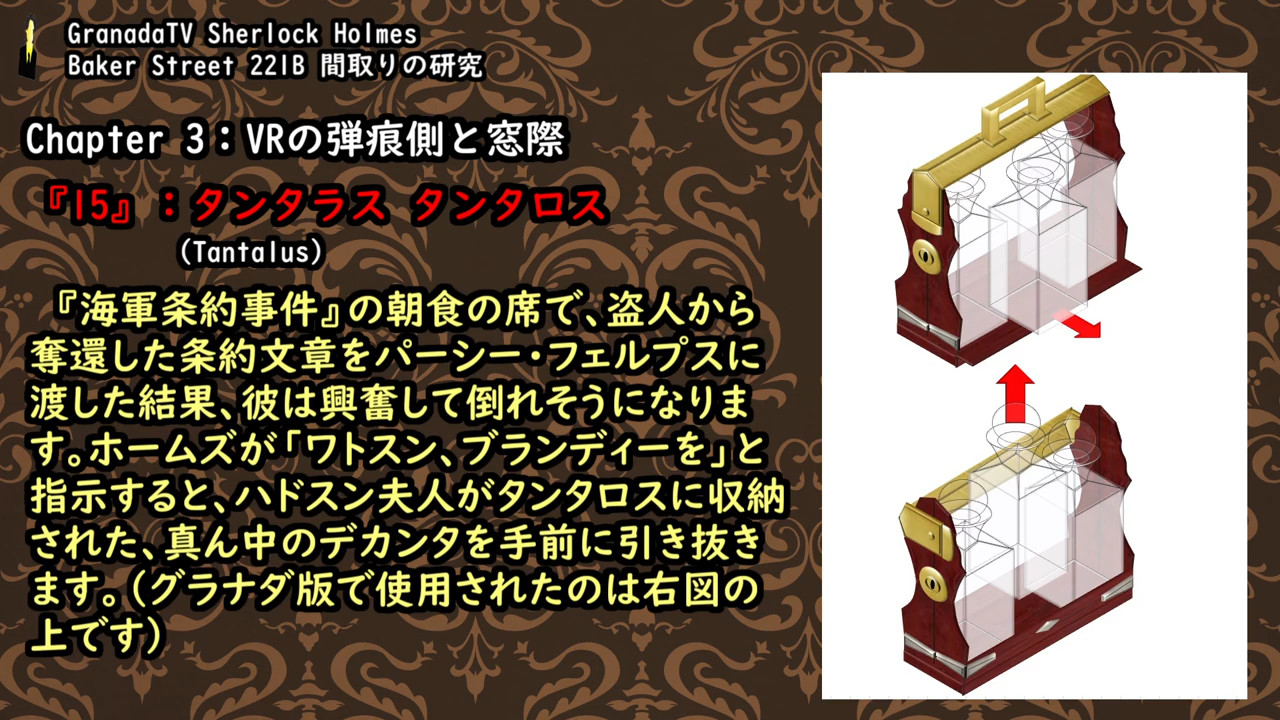 GranadaTV Sherlock Holmes
Baker Street 221B 間取りの研究
Chapter 3：VRの弾痕側と窓際
『15』：タンタラス タンタロス
(Tantalus)
『海軍条約事件』の朝食の席で、盗人から
奪還した条約文章をパーシー・フェルプスに
渡した結果、彼は興奮して倒れそうになりま
す。ホームズが「ワトスン、ブランディーを」と
指示すると、ハドスン夫人がタンタロスに収納
された、真ん中のデカンタを手前に引き抜き
ます。（グラナダ版で使用されたのは右図の
上です）